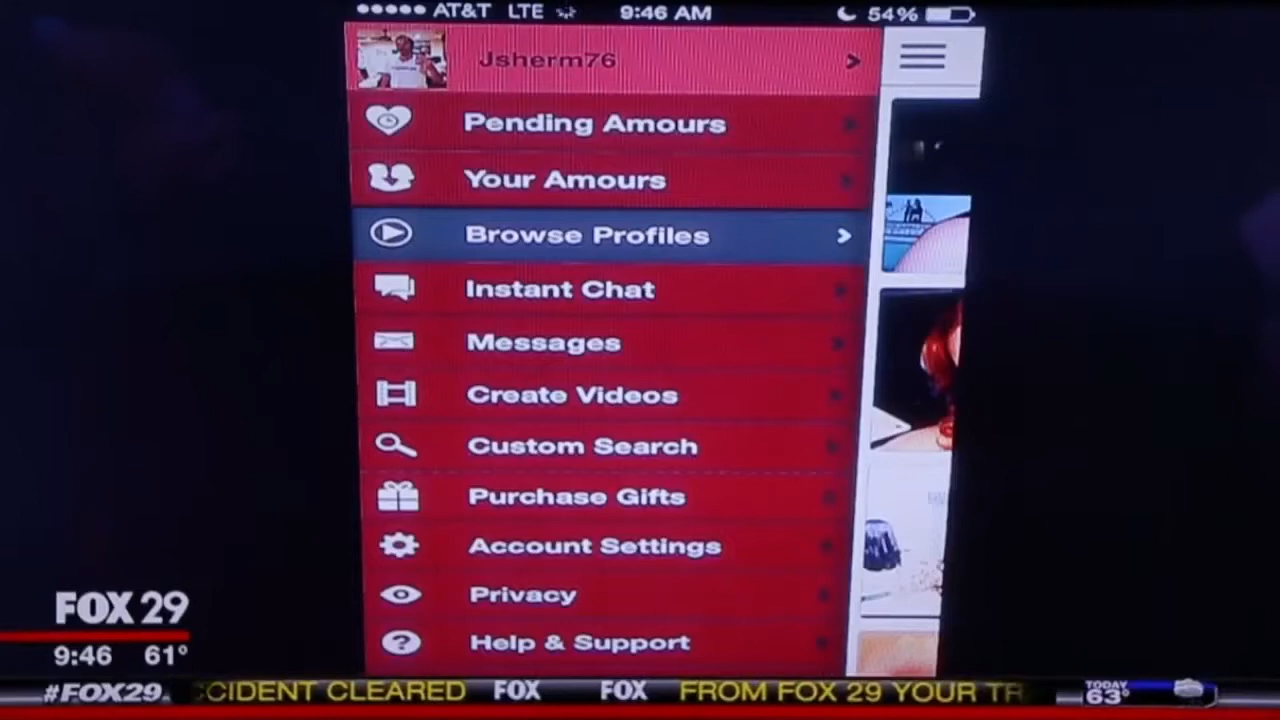 AT&T LTE 9:46 AM 54%
Jsherm76
Pending Amours
Your Amours
Browse Profiles
Instant Chat
Messages
Create Videos
Custom Search
Purchase Gifts
Account Settings
Privacy
Help & Support
FOX 29
9:46 61°
#FOX29 CCIDENT CLEARED FOX FOX FROM FOX 29 YOUR TR
TODAY
63°